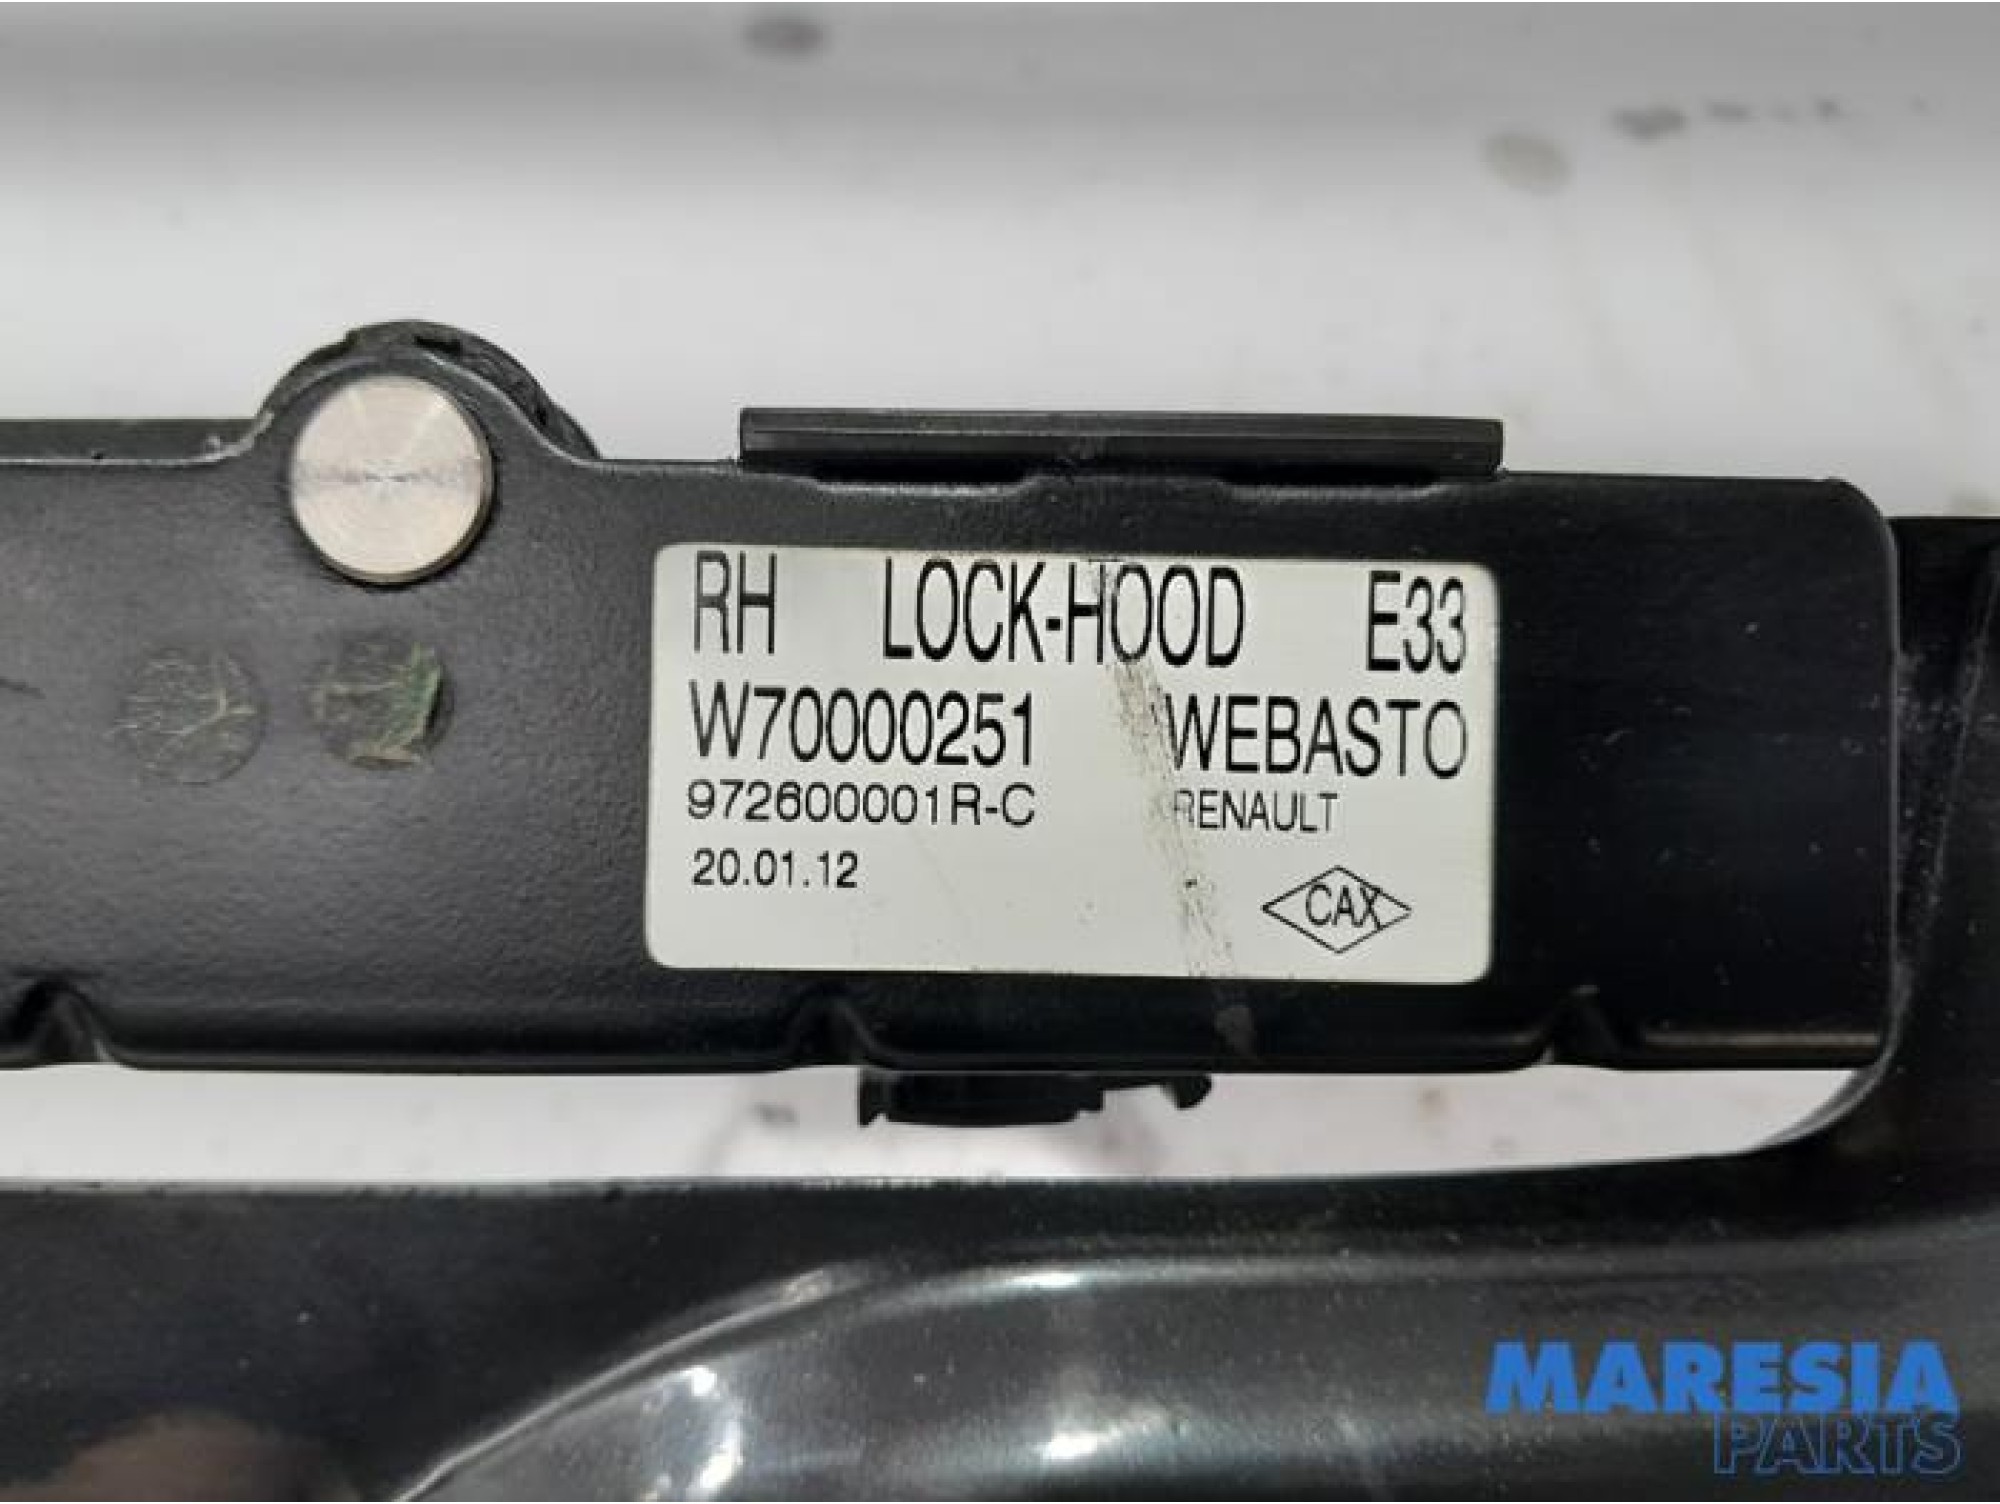 RH LOCK-HOOD E33
W70000251 WEBASTO
972600001R-C RENAULT
20.01.12
CAX
MARESIA
PARTS